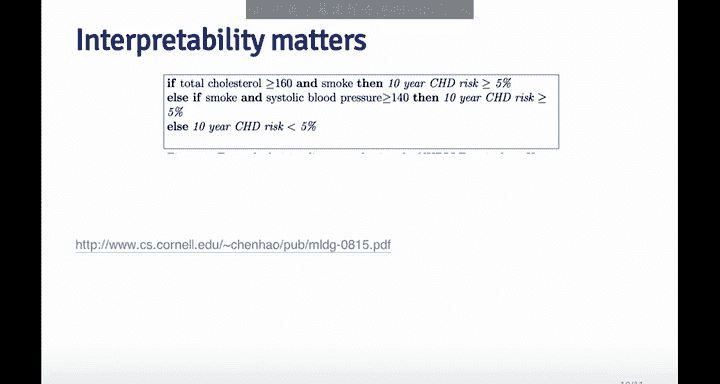 Interpretability matters
if total cholesterol ≥160 and smoke then 10 year CHD risk ≥ 5%
else if smoke and systolic blood pressure≥140 then 10 year CHD risk ≥
5%
else 10 year CHD risk < 5%
http://www.cs.cornell.edu/~chenhao/pub/mldg-0815.pdf